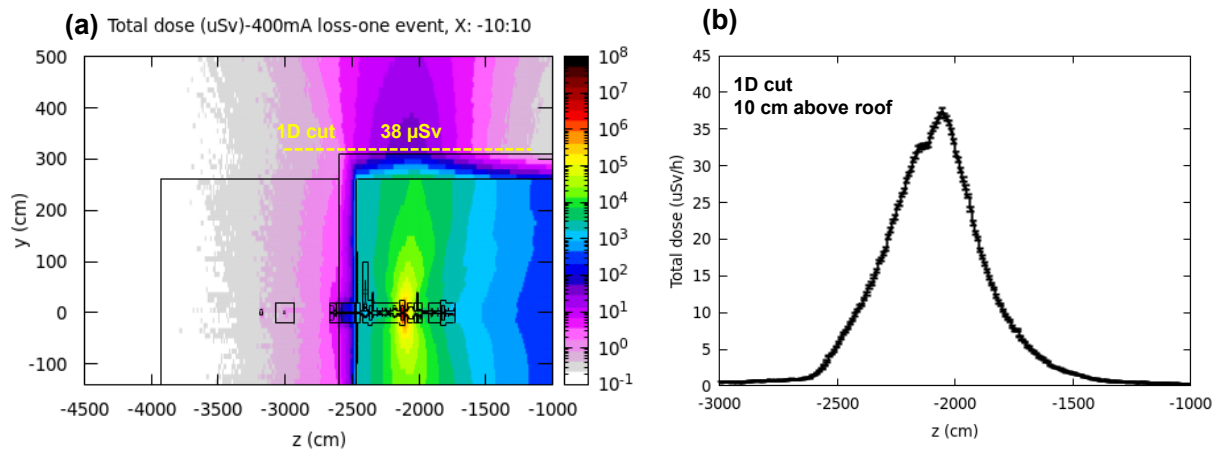 (a) Total dose (uSv)-400mA loss-one event, X: -10:10
500
400
300
200
100
0
-100
y (cm)
1D cut 38 µSv
-4500 -4000 -3500 -3000 -2500 -2000 -1500 -1000
z (cm)
10^8
10^7
10^6
10^5
10^4
10^3
10^2
10^1
10^0
10^-1
(b)
45
40
35
30
25
20
15
10
5
0
Total dose (uSv/h)
1D cut
10 cm above roof
-3000 -2500 -2000 -1500 -1000
z (cm)